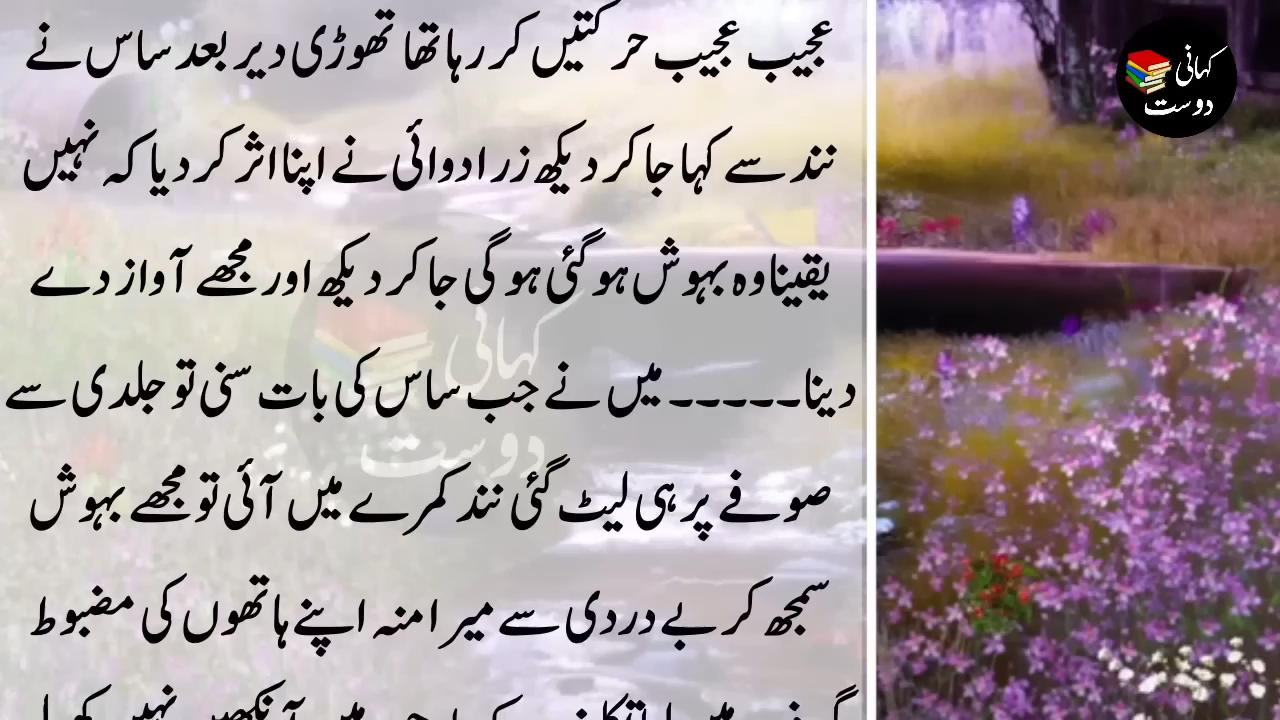 عجیب عجیب حرکتیں کر رہا تھا تھوڑی دیر بعد ساس نے
نند سے کہا جا کر دیکھ زرا دوائی نے اپنا اثر کر دیا کہ نہیں
یقینا وہ بہوش ہو گئی ہو گی جا کر دیکھ اور مجھے آواز دے
دینا۔۔۔۔۔ میں نے جب ساس کی بات سنی تو جلدی سے
صوفے پر ہی لیٹ گئی نند کمرے میں آئی تو مجھے بہوش
سمجھ کر بے دردی سے میرا منہ اپنے ہاتھوں کی مضبوط
کہانی
دوست
کہانی
دوست